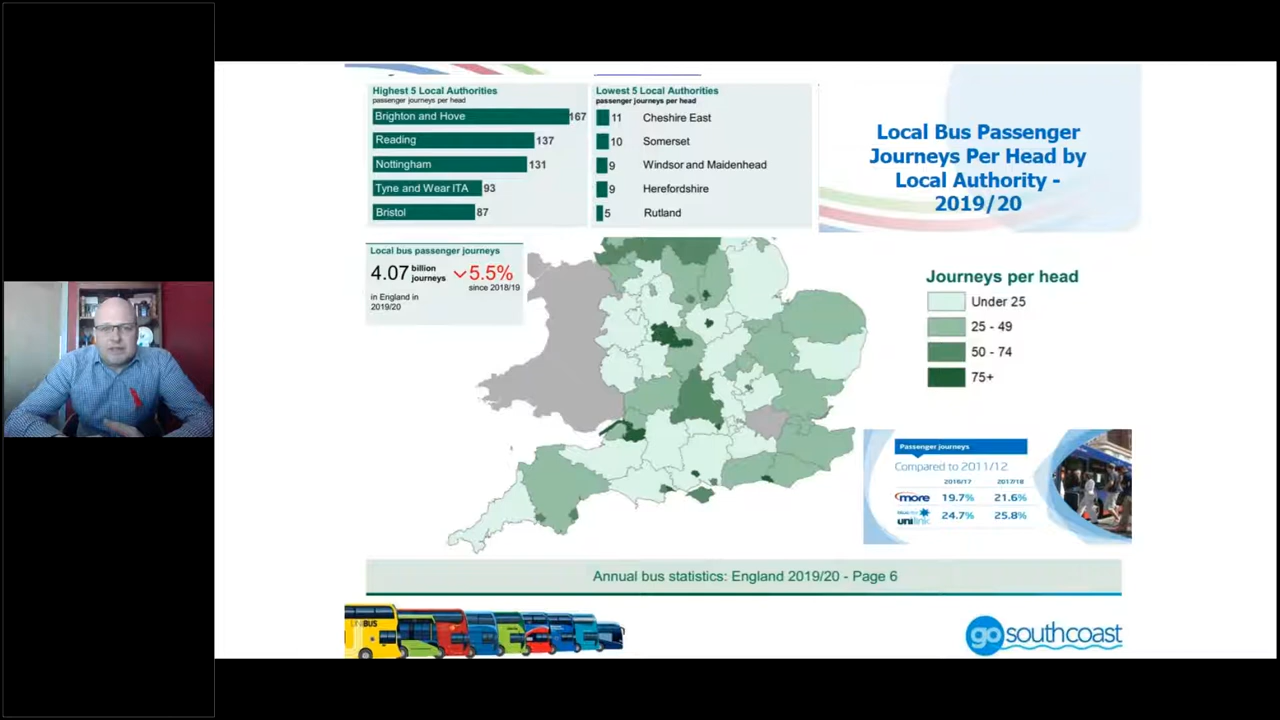 Highest 5 Local Authorities
passenger journeys per head
Brighton and Hove 167
Reading 137
Nottingham 131
Tyne and Wear ITA 93
Bristol 87
Lowest 5 Local Authorities
passenger journeys per head
11 Cheshire East
10 Somerset
9 Windsor and Maidenhead
9 Herefordshire
5 Rutland
Local Bus Passenger
Journeys Per Head by
Local Authority -
2019/20
Local bus passenger journeys
4.07 billion journeys
5.5%
since 2018/19
in England in
2019/20
Journeys per head
Under 25
25 - 49
50 - 74
75+
Passenger journeys
Compared to 2011/12
2016/17 2017/18
more 19.7% 21.6%
unilink 24.7% 25.8%
Annual bus statistics: England 2019/20 - Page 6
UNIBUS
go southcoast